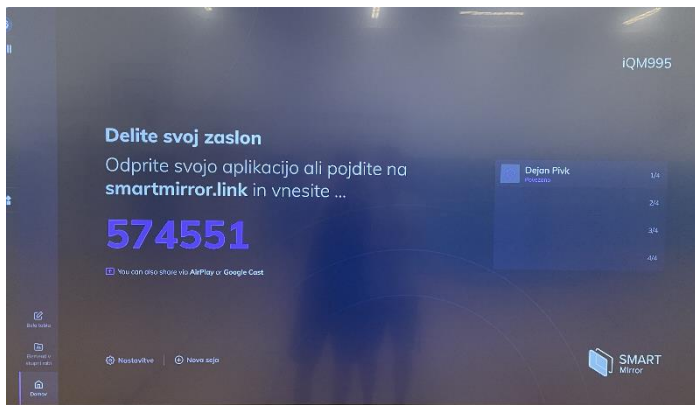 iQM995
Delite svoj zaslon
Odprite svojo aplikacijo ali pojdite na
smartmirror.link in vnesite ...
574551
You can also share via AirPlay or Google Cast
Dejan Pivk
Povezano
1/4
2/4
3/4
4/4
Nastavitve
Nova seja
Domov
SMART
Mirror